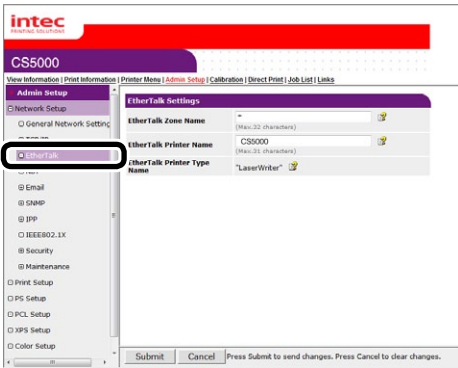 intec
PRINTING SOLUTIONS
CS5000
View Information | Print Information | Printer Menu | Admin Setup | Calibration | Direct Print | Job List | Links
Admin Setup
Network Setup
General Network Setting
EtherTalk
Email
SNMP
IPP
IEEE802.1X
Security
Maintenance
Print Setup
PS Setup
PCL Setup
XPS Setup
Color Setup
EtherTalk Settings
EtherTalk Zone Name
*
(Max.32 characters)
EtherTalk Printer Name
CS5000
(Max.31 characters)
EtherTalk Printer Type Name
"LaserWriter"
Submit Cancel Press Submit to send changes. Press Cancel to clear changes.